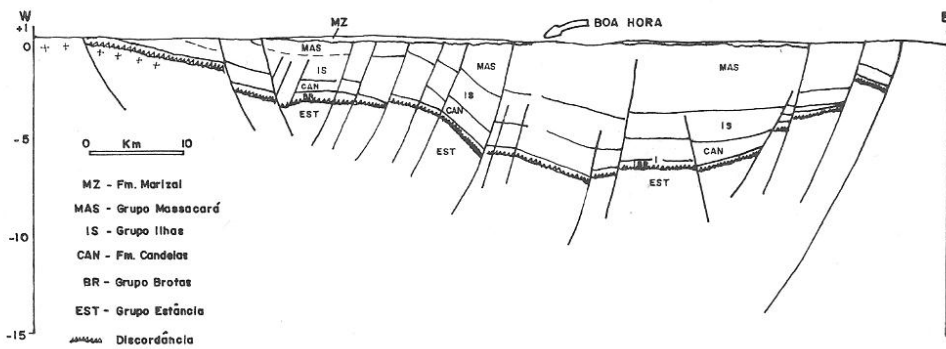 W
E
MZ
BOA HORA
+1
0
-5
-10
-15
MAS
MAS
MAS
IS
IS
IS
CAN
CAN
CAN
BR
EST
EST
EST
0 Km 10
MZ - Fm. Marizal
MAS - Grupo Massacará
IS - Grupo Ilhas
CAN - Fm. Candeias
BR - Grupo Brotas
EST - Grupo Estância
Discordância